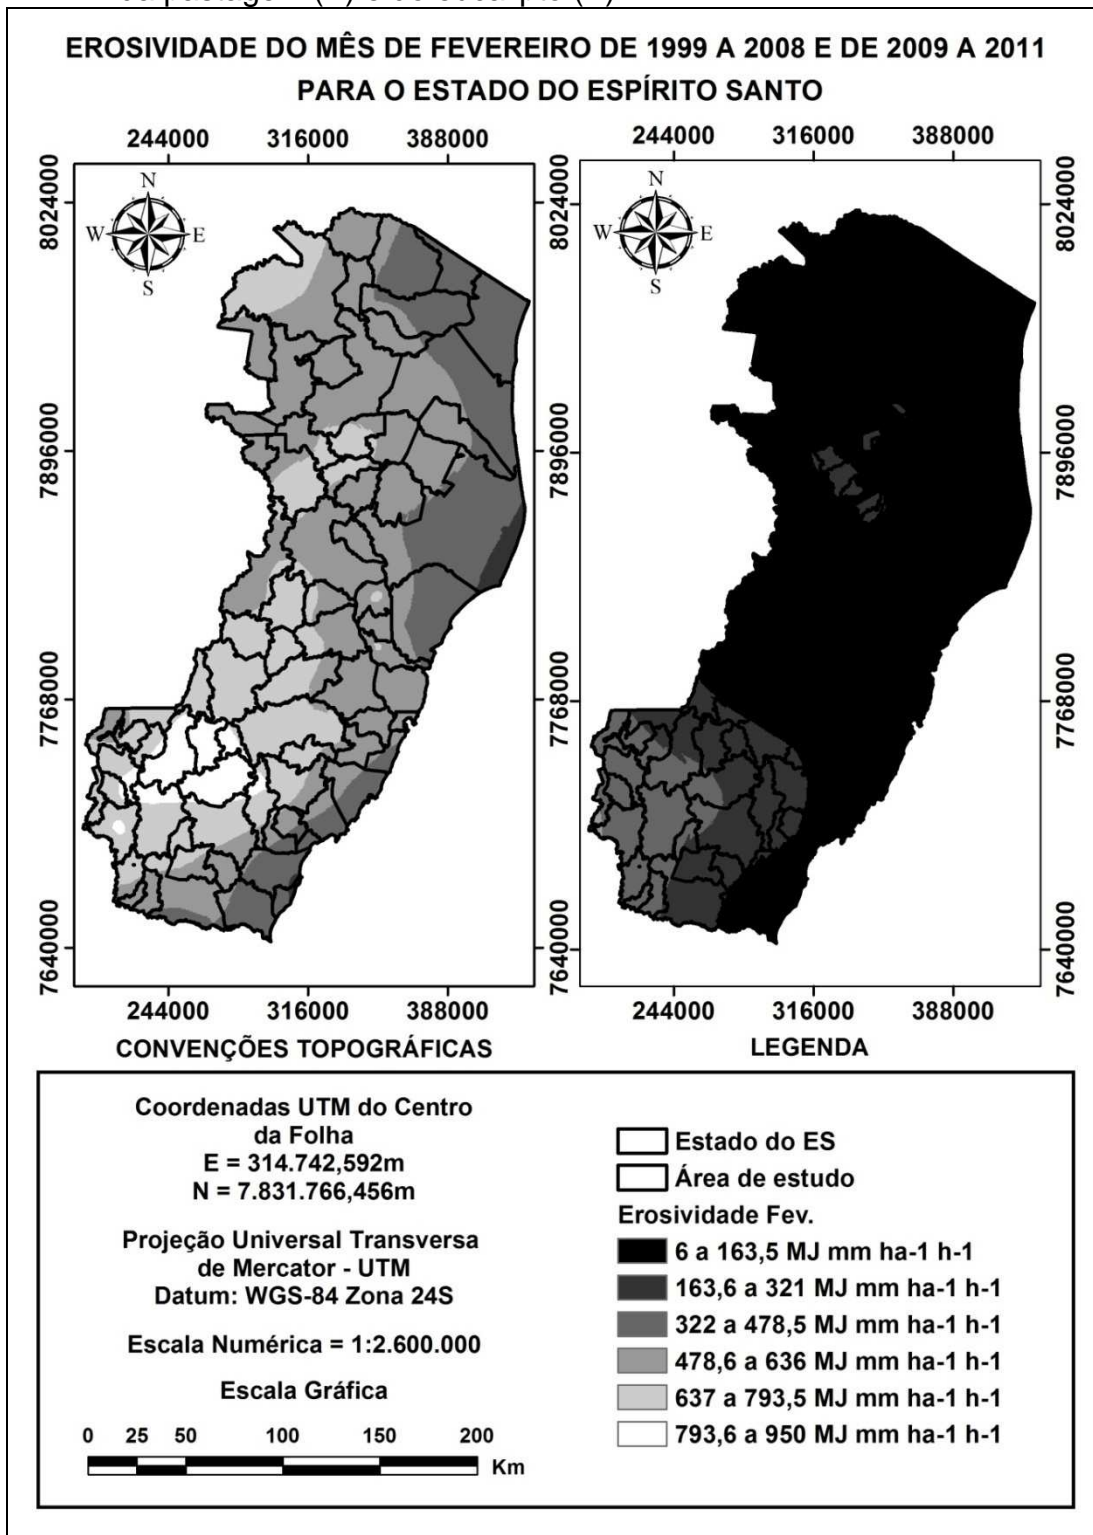 EROSIVIDADE DO MÊS DE FEVEREIRO DE 1999 A 2008 E DE 2009 A 2011
PARA O ESTADO DO ESPÍRITO SANTO
244000 316000 388000
244000 316000 388000
8024000
7896000
7768000
7640000
N
W E
S
N
W E
S
8024000
7896000
7768000
7640000
244000 316000 388000
244000 316000 388000
CONVENÇÕES TOPOGRÁFICAS
LEGENDA
Coordenadas UTM do Centro
da Folha
E = 314.742,592m
N = 7.831.766,456m
Projeção Universal Transversa
de Mercator - UTM
Datum: WGS-84 Zona 24S
Escala Numérica = 1:2.600.000
Escala Gráfica
0 25 50 100 150 200
Km
Estado do ES
Área de estudo
Erosividade Fev.
6 a 163,5 MJ mm ha-1 h-1
163,6 a 321 MJ mm ha-1 h-1
322 a 478,5 MJ mm ha-1 h-1
478,6 a 636 MJ mm ha-1 h-1
637 a 793,5 MJ mm ha-1 h-1
793,6 a 950 MJ mm ha-1 h-1